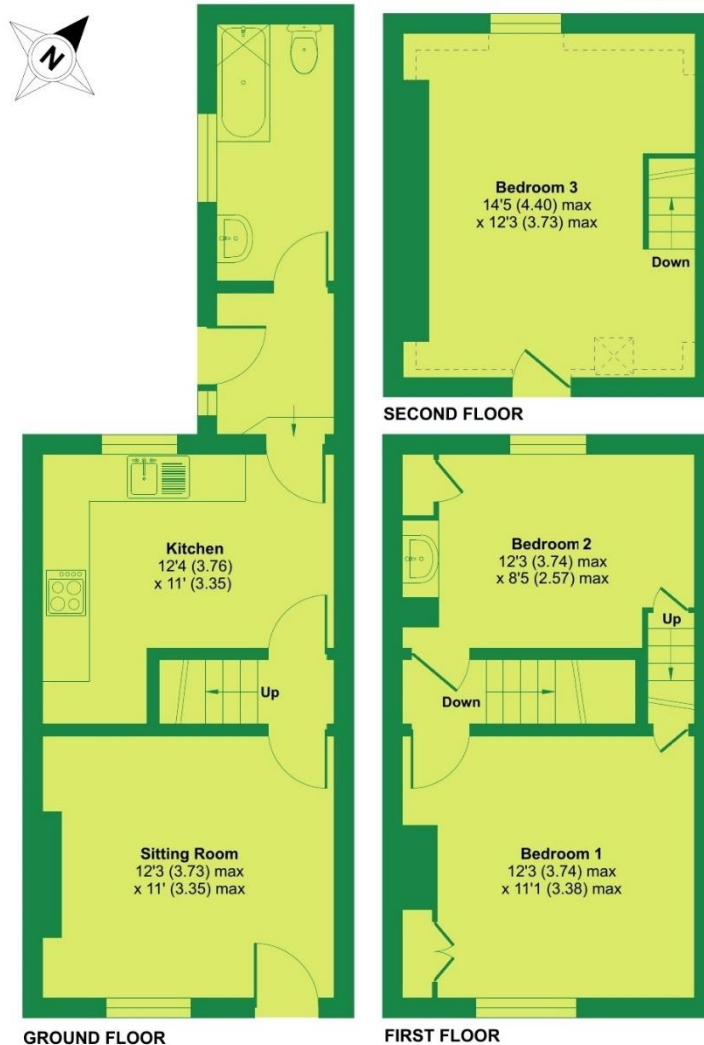 N
Bedroom 3
14'5 (4.40) max
x 12'3 (3.73) max
Down
SECOND FLOOR
Kitchen
12'4 (3.76)
x 11' (3.35)
Up
Sitting Room
12'3 (3.73) max
x 11' (3.35) max
GROUND FLOOR
Bedroom 2
12'3 (3.74) max
x 8'5 (2.57) max
Up
Down
Bedroom 1
12'3 (3.74) max
x 11'1 (3.38) max
FIRST FLOOR